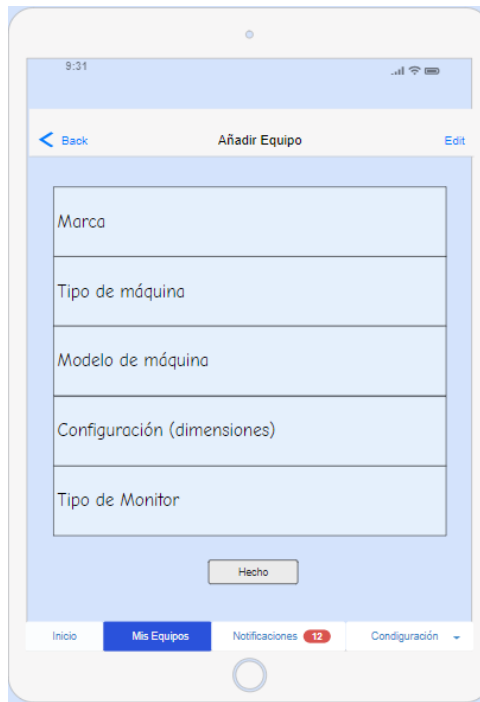 9:31
Back Añadir Equipo Edit
Marca
Tipo de máquina
Modelo de máquina
Configuración (dimensiones)
Tipo de Monitor
Hecho
Inicio Mis Equipos Notificaciones 12 Condiguración